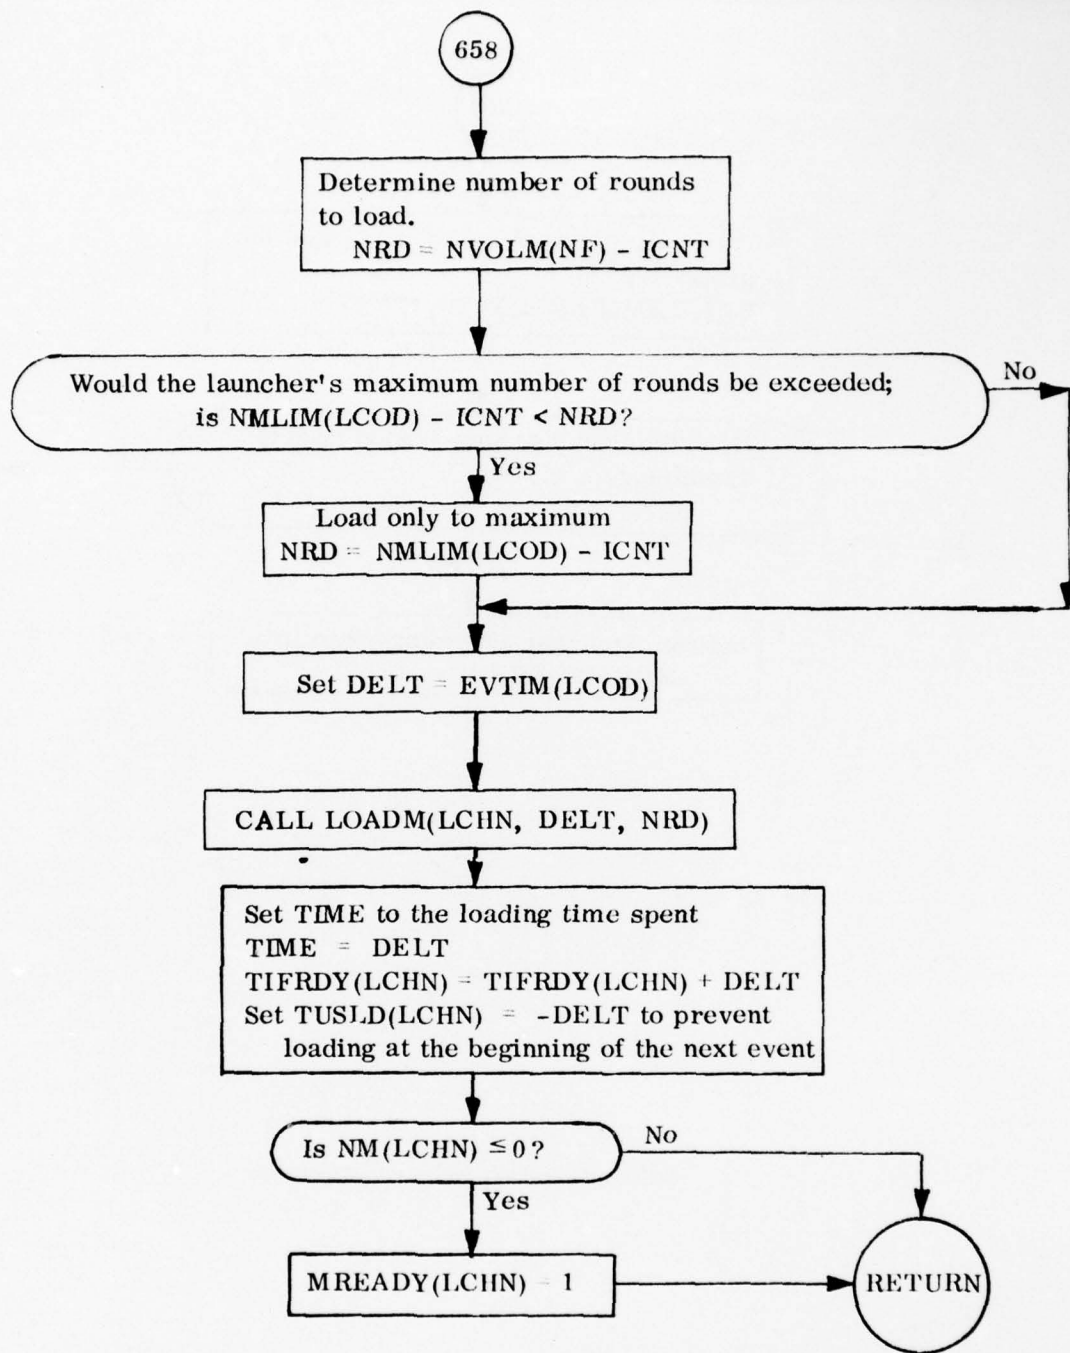 658
Determine number of rounds
to load.
NRD = NVOLM(NF) - ICNT
Would the launcher's maximum number of rounds be exceeded;
is NMLIM(LCOD) - ICNT < NRD?
No
Yes
Load only to maximum
NRD = NMLIM(LCOD) - ICNT
Set DELT = EVTIM(LCOD)
CALL LOADM(LCHN, DELT, NRD)
Set TIME to the loading time spent
TIME = DELT
TIFRDY(LCHN) = TIFRDY(LCHN) + DELT
Set TUSLD(LCHN) = -DELT to prevent
loading at the beginning of the next event
Is NM(LCHN) ≤ 0?
No
Yes
MREADY(LCHN) = 1
RETURN